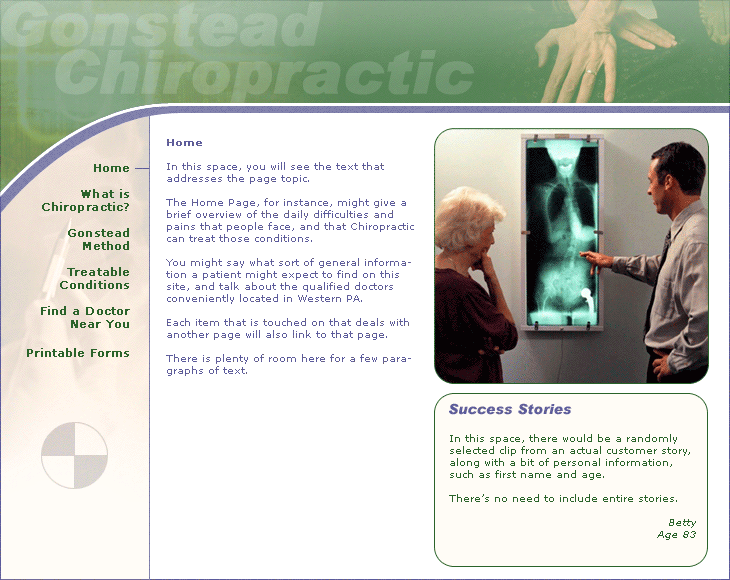 Gonstead
Chiropractic
Home
What is
Chiropractic?
Gonstead
Method
Treatable
Conditions
Find a Doctor
Near You
Printable Forms
Home
In this space, you will see the text that
addresses the page topic.
The Home Page, for instance, might give a
brief overview of the daily difficulties and
pains that people face, and that Chiropractic
can treat those conditions.
You might say what sort of general informa-
tion a patient might expect to find on this
site, and talk about the qualified doctors
conveniently located in Western PA.
Each item that is touched on that deals with
another page will also link to that page.
There is plenty of room here for a few para-
graphs of text.
Success Stories
In this space, there would be a randomly
selected clip from an actual customer story,
along with a bit of personal information,
such as first name and age.
There's no need to include entire stories.
Betty
Age 83